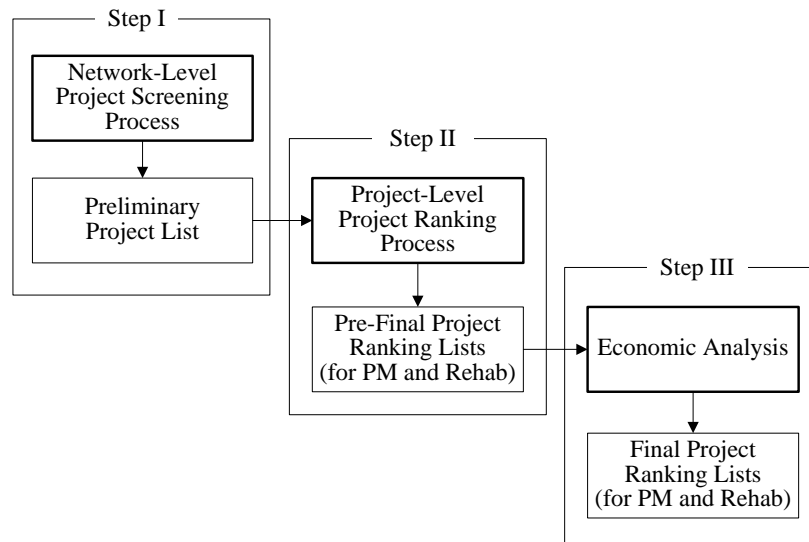 Step I
Network-Level
Project Screening
Process
Preliminary
Project List
Step II
Project-Level
Project Ranking
Process
Pre-Final Project
Ranking Lists
(for PM and Rehab)
Step III
Economic Analysis
Final Project
Ranking Lists
(for PM and Rehab)